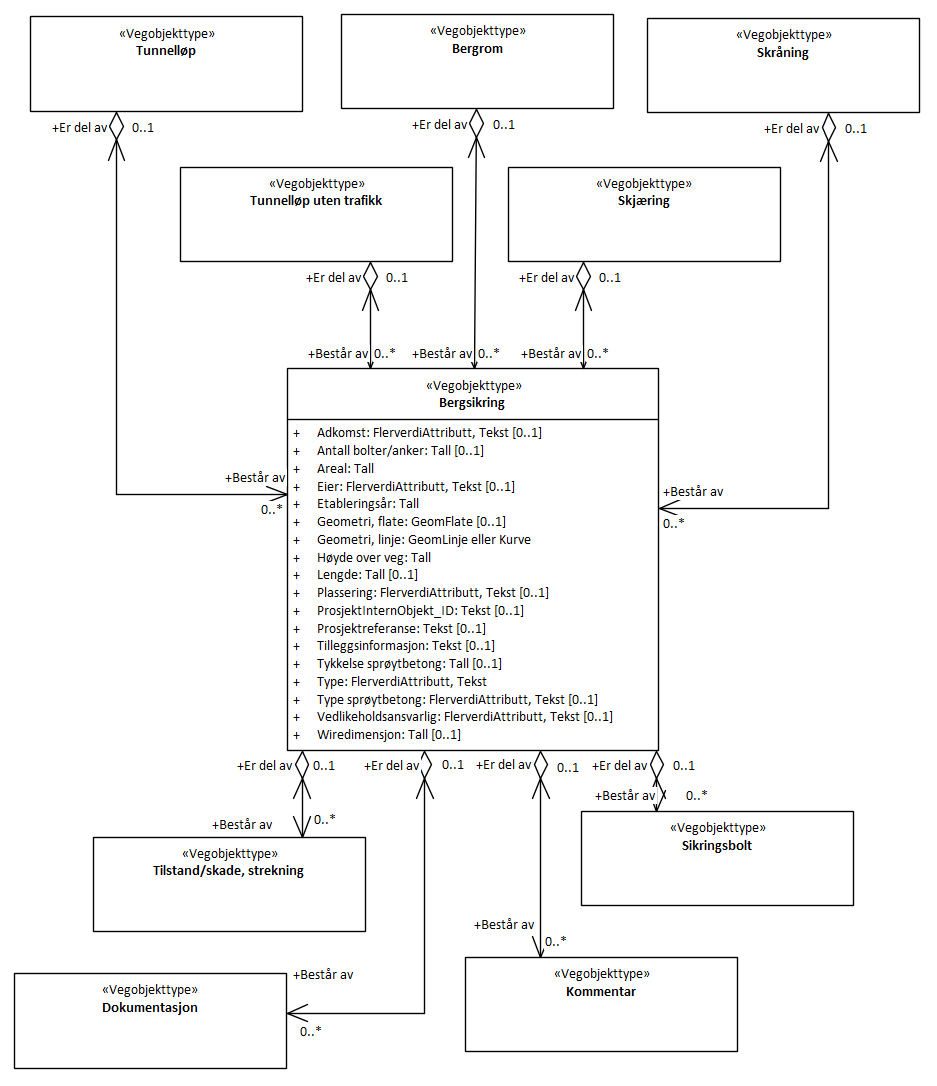 «Vegobjekttype»
Tunnelløp
«Vegobjekttype»
Bergrom
«Vegobjekttype»
Skråning
+Er del av 0..1
+Er del av 0..1
+Er del av 0..1
«Vegobjekttype»
Tunnelløp uten trafikk
«Vegobjekttype»
Skjæring
+Er del av 0..1
+Er del av 0..1
+Består av 0..*
+Består av 0..*
+Består av 0..*
«Vegobjekttype»
Bergsikring
+ Adkomst: FlerverdiAttributt, Tekst [0..1]
+ Antall bolter/anker: Tall [0..1]
+ Areal: Tall
+ Eier: FlerverdiAttributt, Tekst [0..1]
+ Etableringsår: Tall
+ Geometri, flate: GeomFlate [0..1]
+ Geometri, linje: GeomLinje eller Kurve
+ Høyde over veg: Tall
+ Lengde: Tall [0..1]
+ Plassering: FlerverdiAttributt, Tekst [0..1]
+ ProsjektInternObjekt_ID: Tekst [0..1]
+ Prosjektreferanse: Tekst [0..1]
+ Tilleggsinformasjon: Tekst [0..1]
+ Tykkelse sprøytbetong: Tall [0..1]
+ Type: FlerverdiAttributt, Tekst
+ Type sprøytbetong: FlerverdiAttributt, Tekst [0..1]
+ Vedlikeholdsansvarlig: FlerverdiAttributt, Tekst [0..1]
+ Wiredimensjon: Tall [0..1]
+Består av
0..*
+Består av
0..*
+Er del av 0..1
+Er del av 0..1
+Er del av 0..1
+Er del av 0..1
+Består av 0..*
+Består av 0..*
«Vegobjekttype»
Sikringsbolt
«Vegobjekttype»
Tilstand/skade, strekning
+Består av
0..*
«Vegobjekttype»
Kommentar
+Består av
0..*
«Vegobjekttype»
Dokumentasjon